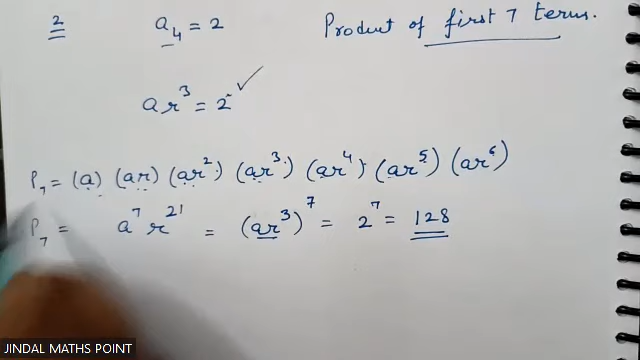 2 a₄ = 2 Product of first 7 terms.
ar³ = 2 ✓
P₇ = (a) (ar) (ar²) (ar³) (ar⁴) (ar⁵) (ar⁶)
P₇ = a⁷ r²¹ = (ar³)⁷ = 2⁷ = 128
JINDAL MATHS POINT